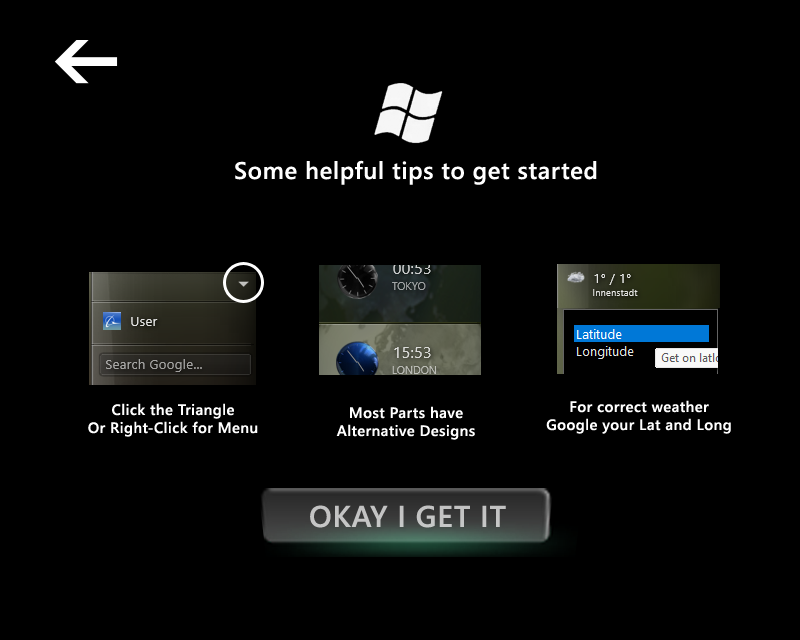 Some helpful tips to get started
User
Search Google...
Click the Triangle
Or Right-Click for Menu
00:53
TOKYO
15:53
LONDON
Most Parts have
Alternative Designs
1° / 1°
Innenstadt
Latitude
Longitude
Get on latlo
For correct weather
Google your Lat and Long
OKAY I GET IT